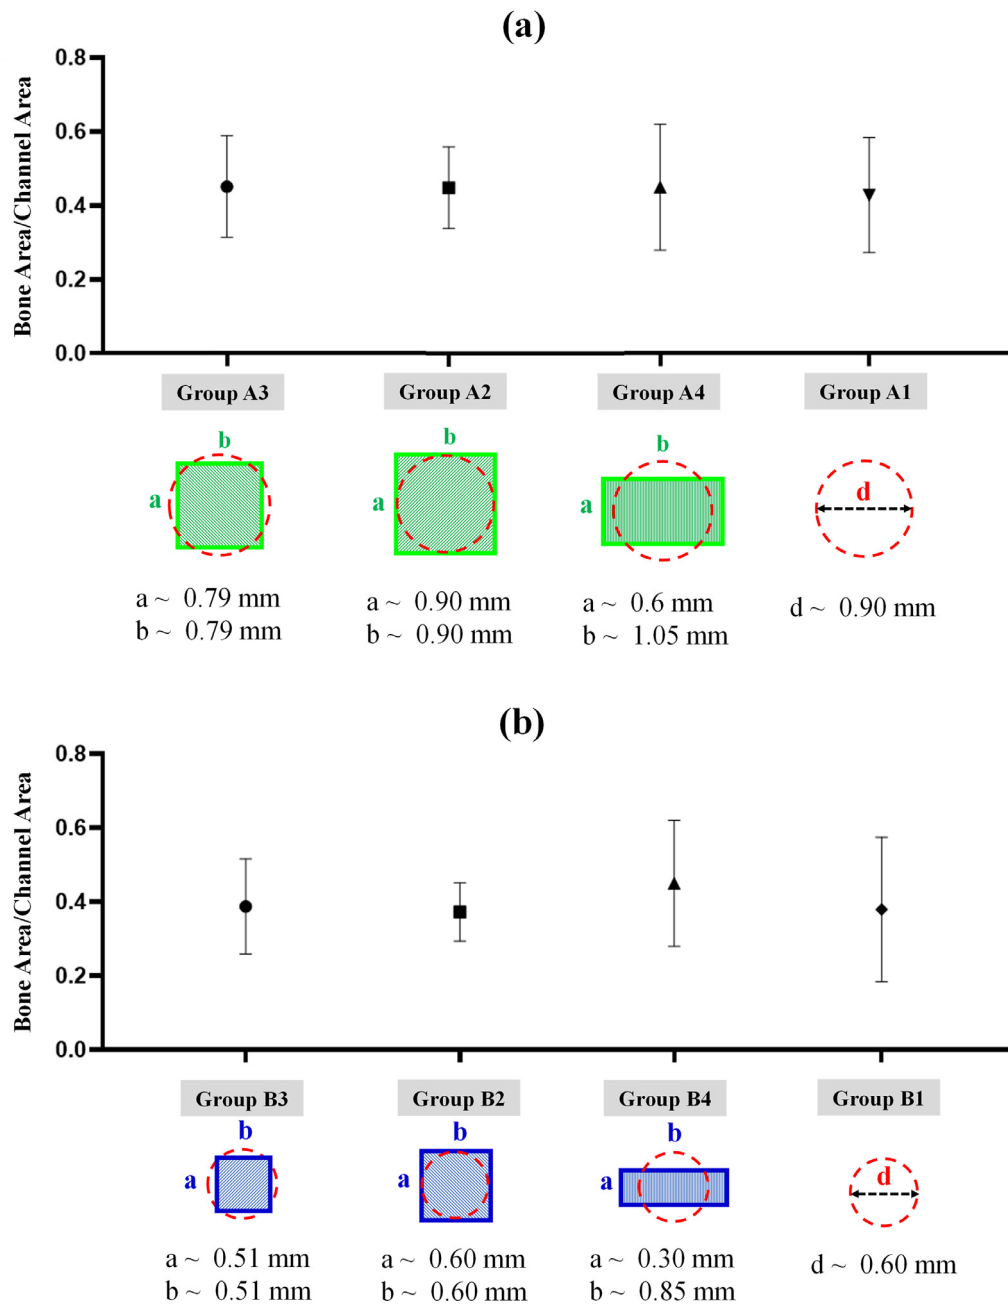 (a)
Bone Area/Channel Area
0.8
0.6
0.4
0.2
0.0
Group A3 Group A2 Group A4 Group A1
b b b
a a a d
a ~ 0.79 mm a ~ 0.90 mm a ~ 0.6 mm d ~ 0.90 mm
b ~ 0.79 mm b ~ 0.90 mm b ~ 1.05 mm
(b)
Bone Area/Channel Area
0.8
0.6
0.4
0.2
0.0
Group B3 Group B2 Group B4 Group B1
b b b
a a a d
a ~ 0.51 mm a ~ 0.60 mm a ~ 0.30 mm d ~ 0.60 mm
b ~ 0.51 mm b ~ 0.60 mm b ~ 0.85 mm